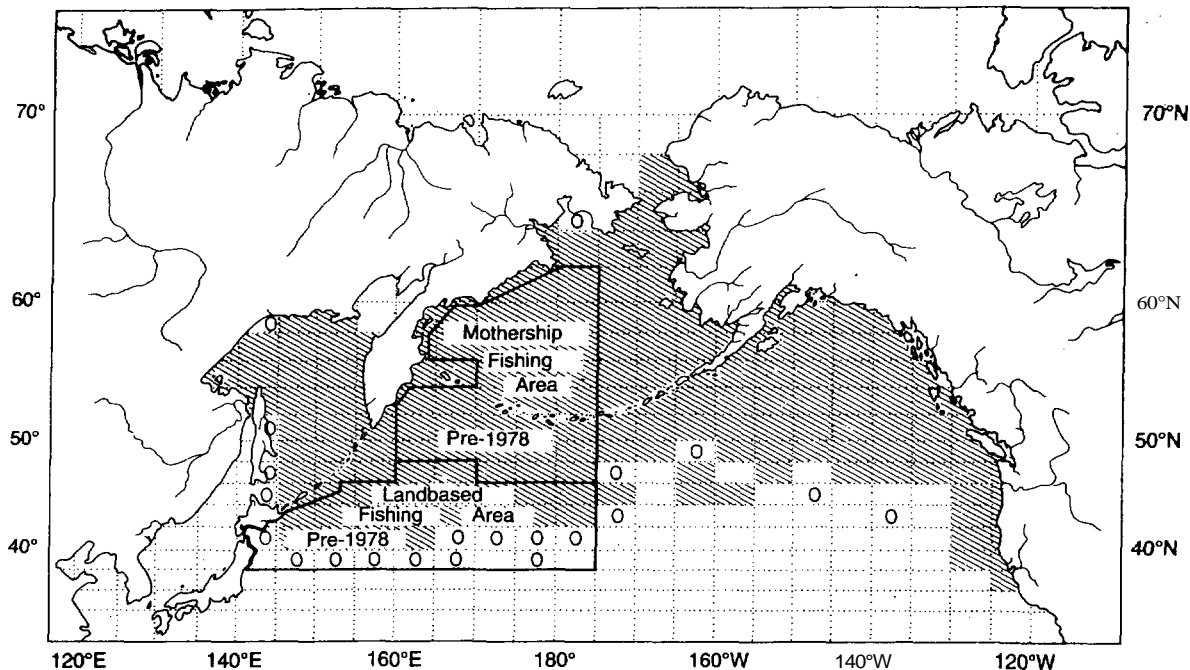 70°
70°N
O
60°
60°N
O
Mothership
Fishing
Area
O
50°
50°N
Pre-1978
O
O
O
O
Landbased
O
Fishing Area
O
O
O
Pre-1978
O
O
O
O
40°
40°N
O
O
O
O
O
O
120°E
140°E
160°E
180°
160°W
140°W
120°W